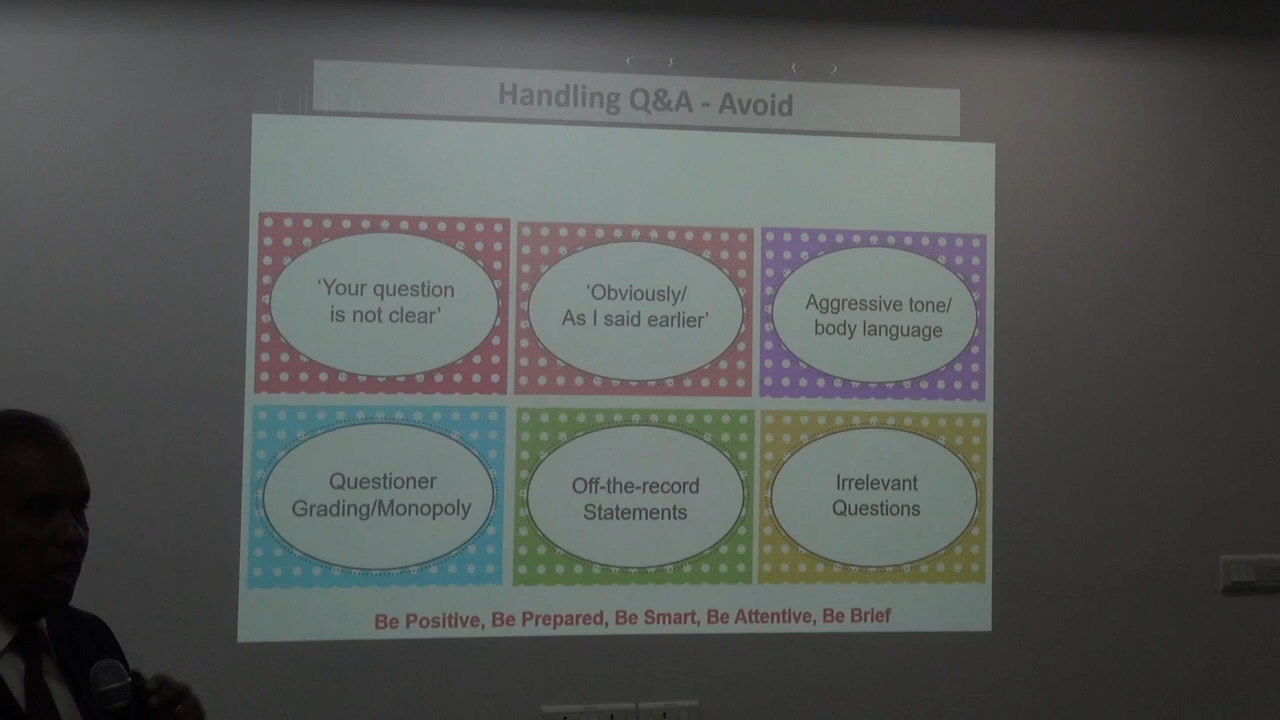 Handling Q&A - Avoid
‘Your question
is not clear’
‘Obviously/
As I said earlier’
Aggressive tone/
body language
Questioner
Grading/Monopoly
Off-the-record
Statements
Irrelevant
Questions
Be Positive, Be Prepared, Be Smart, Be Attentive, Be Brief